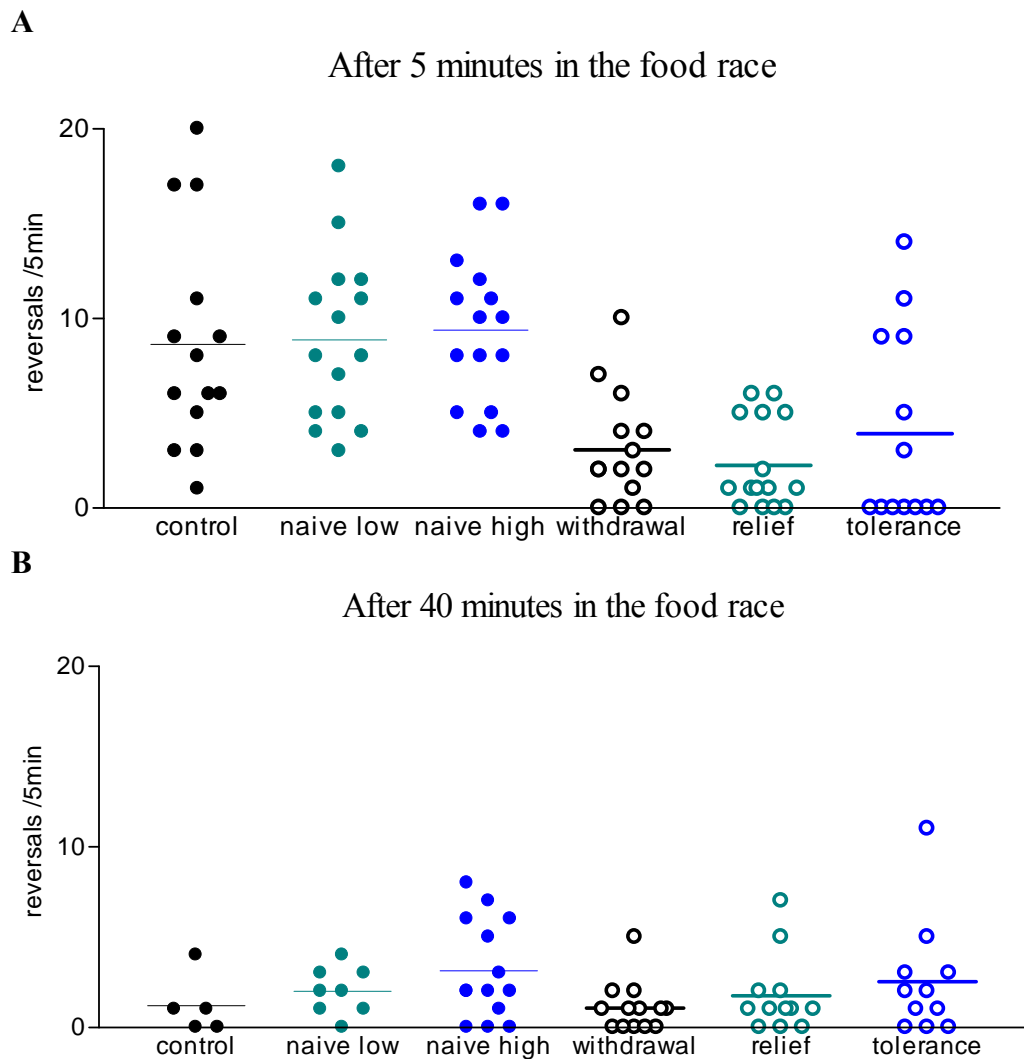 A
After 5 minutes in the food race
20
10
0
reversals /5min
control naive low naive high withdrawal relief tolerance
B
After 40 minutes in the food race
20
10
0
reversals /5min
control naive low naive high withdrawal relief tolerance